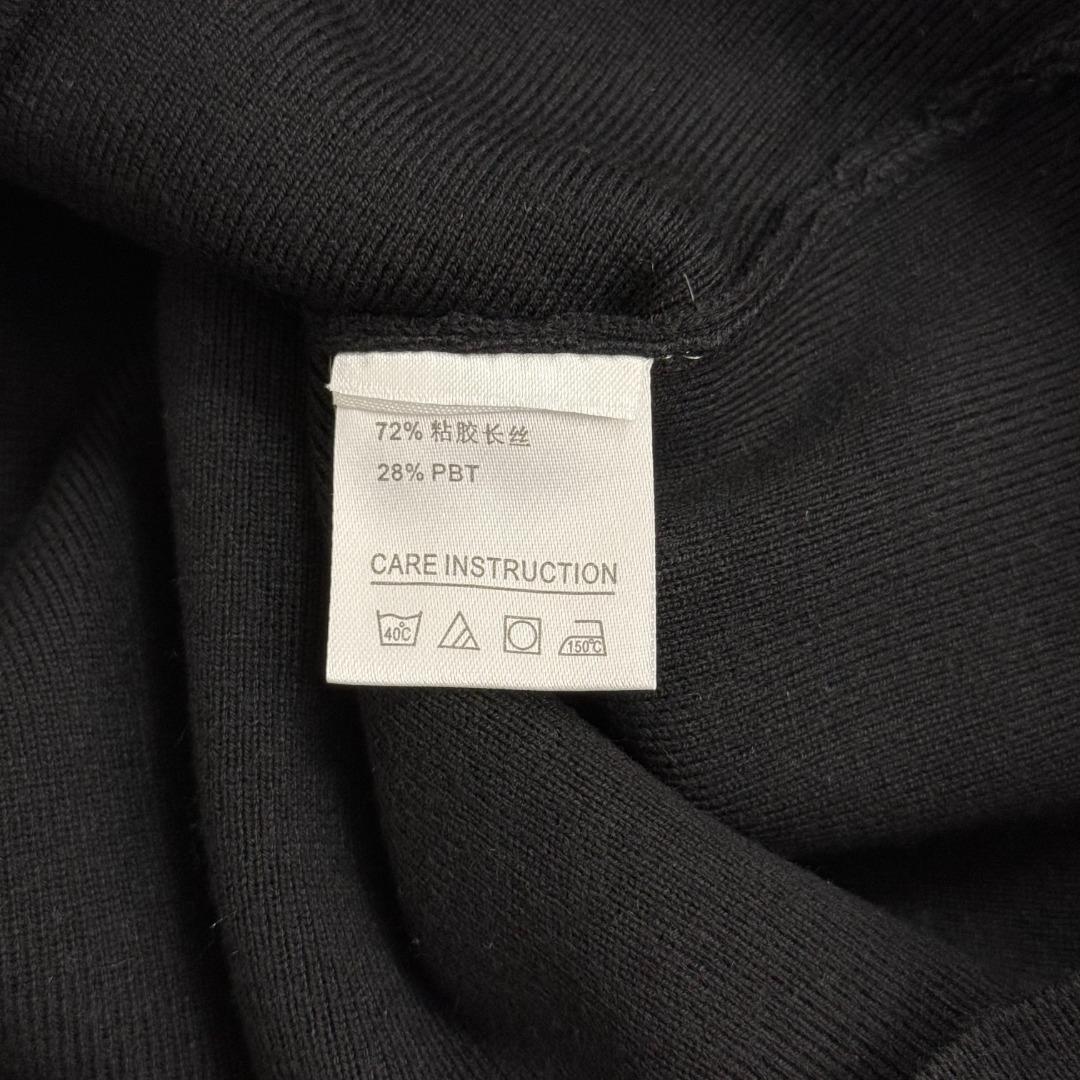 72% 粘胶长丝
28% PBT
CARE INSTRUCTION
40℃
150℃